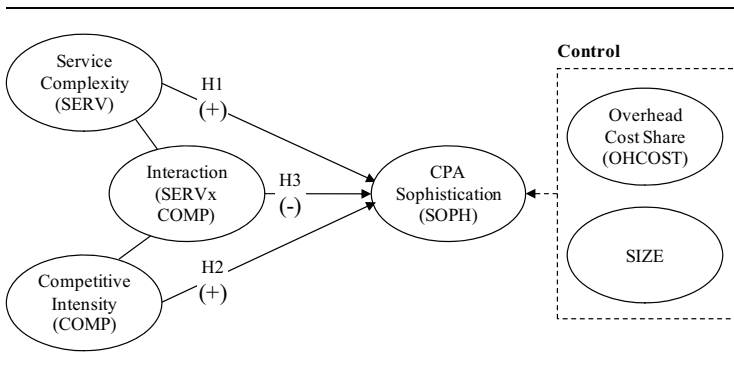 Service
Complexity
(SERV)
H1
(+)
Interaction
(SERVx
COMP)
H3
(-)
Competitive
Intensity
(COMP)
H2
(+)
CPA
Sophistication
(SOPH)
Control
Overhead
Cost Share
(OHCOST)
SIZE